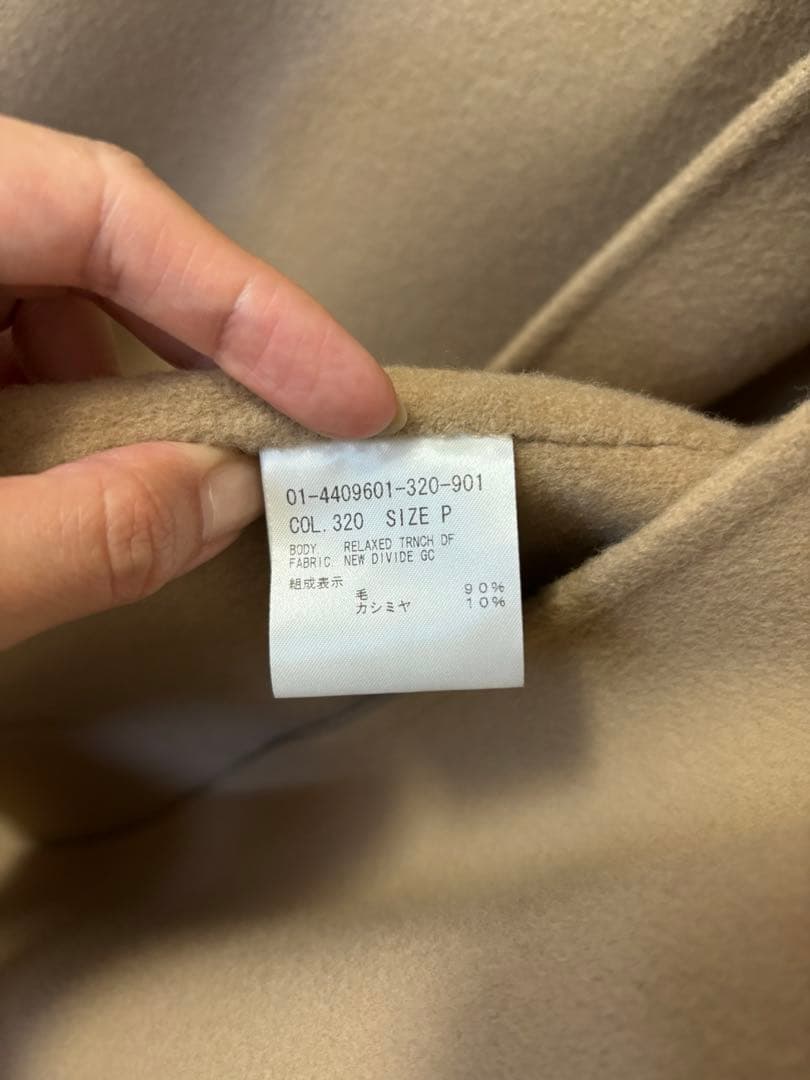 01-4409601-320-901
COL. 320 SIZE P
BODY RELAXED TRNCH DF
FABRIC NEW DIVIDE GC
組成表示
毛 90%
カシミヤ 10%